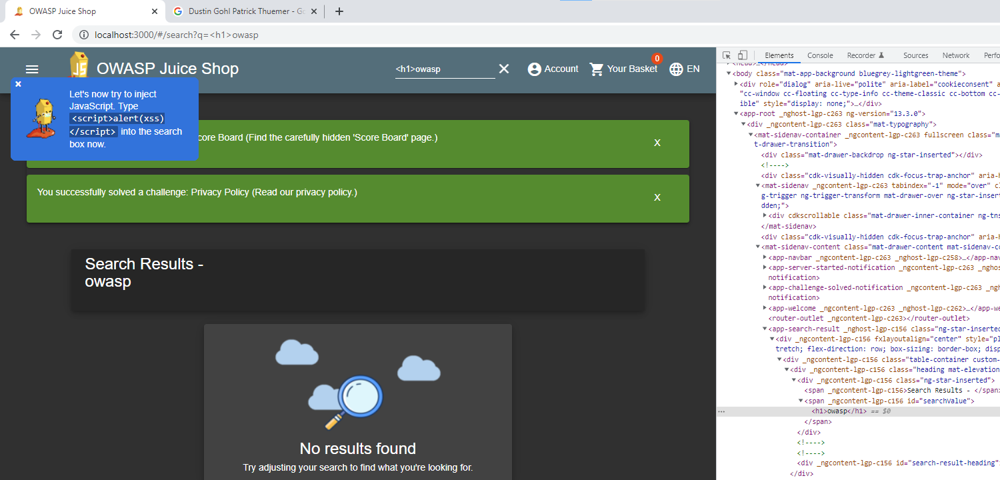 OWASP Juice Shop
Dustin Gohl Patrick Thuemer - Go
localhost:3000/#/search?q=<h1>owasp
OWASP Juice Shop
<h1>owasp
Account
0
Your Basket
EN
Let's now try to inject
JavaScript. Type
<script>alert(xss)
</script> into the search
box now.
core Board (Find the carefully hidden 'Score Board' page.)
X
You successfully solved a challenge: Privacy Policy (Read our privacy policy.)
X
Search Results -
owasp
No results found
Try adjusting your search to find what you're looking for.
Elements Console Recorder Sources Network Perfo
<head>…</head>
<body class="mat-app-background bluegrey-lightgreen-theme">
<div role="dialog" aria-live="polite" aria-label="cookieconsent" a
"cc-window cc-floating cc-type-info cc-theme-classic cc-bottom cc-
ible" style="display: none;">…</div>
<app-root _nghost-lgp-c263 ng-version="13.3.0">
<div _ngcontent-lgp-c263 class="mat-typography">
<mat-sidenav-container _ngcontent-lgp-c263 fullscreen class="m
t-drawer-transition">
<div class="mat-drawer-backdrop ng-star-inserted"></div>
<!---->
<div class="cdk-visually-hidden cdk-focus-trap-anchor" aria-h
<mat-sidenav _ngcontent-lgp-c263 tabindex="-1" mode="over" cl
g-trigger ng-trigger-transform mat-drawer-over ng-star-insert
dden;">
<div cdkscrollable class="mat-drawer-inner-container ng-tns
</mat-sidenav>
<div class="cdk-visually-hidden cdk-focus-trap-anchor" aria-h
<mat-sidenav-content class="mat-drawer-content mat-sidenav-co
<app-navbar _ngcontent-lgp-c263 _nghost-lgp-c258>…</app-nav
<app-server-started-notification _ngcontent-lgp-c263 _nghos
notification>
<app-challenge-solved-notification _ngcontent-lgp-c263 _ngh
notification>
<app-welcome _ngcontent-lgp-c263 _nghost-lgp-c262>…</app-we
<router-outlet _ngcontent-lgp-c263></router-outlet>
<app-search-result _nghost-lgp-c156 class="ng-star-inserted
<div _ngcontent-lgp-c156 fxlayoutalign="center" style="pl
tretch; flex-direction: row; box-sizing: border-box; disp
<div _ngcontent-lgp-c156 class="table-container custom-
<div _ngcontent-lgp-c156 class="heading mat-elevation
<div _ngcontent-lgp-c156 class="ng-star-inserted">
<span _ngcontent-lgp-c156>Search Results - </span>
<span _ngcontent-lgp-c156 id="searchValue">
<h1>owasp</h1> == $0
</span>
</div>
<!---->
<!---->
<div _ngcontent-lgp-c156 id="search-result-heading"
</div>